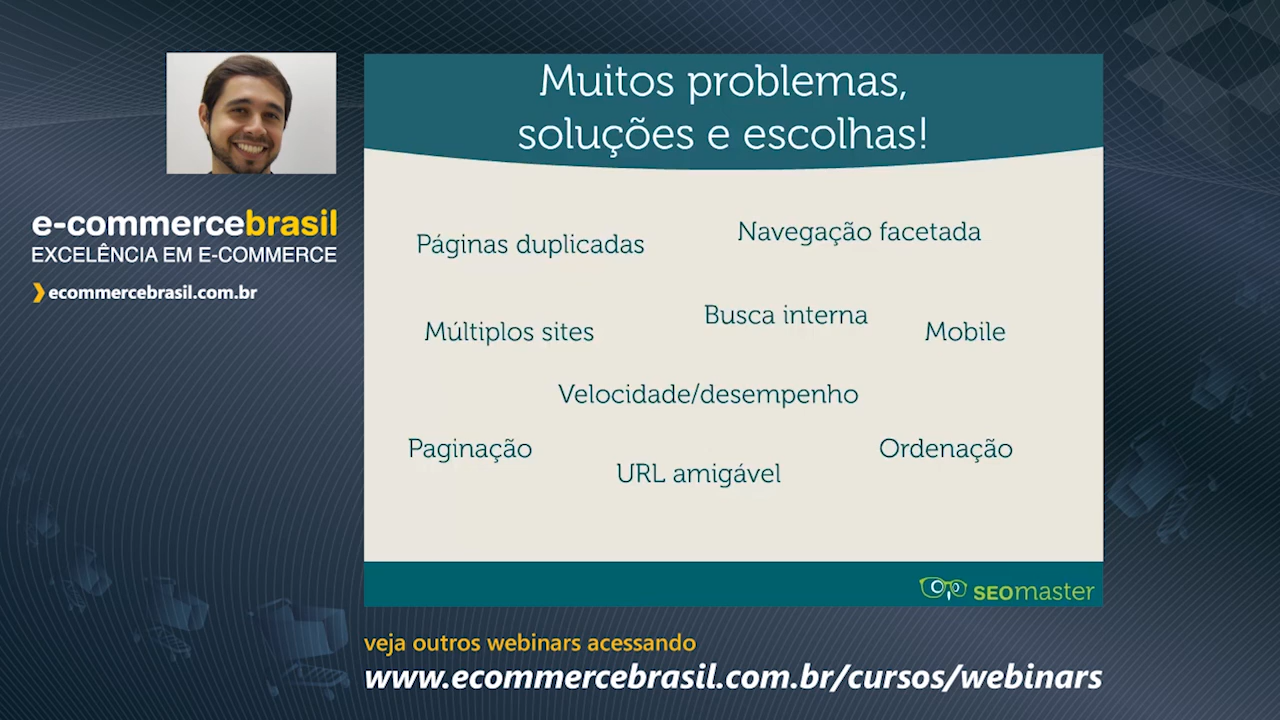 Muitos problemas,
soluções e escolhas!
e-commercebrasil
EXCELÊNCIA EM E-COMMERCE
ecommercebrasil.com.br
Páginas duplicadas
Navegação facetada
Múltiplos sites
Busca interna
Mobile
Velocidade/desempenho
Paginação
Ordenação
URL amigável
SEOmaster
veja outros webinars acessando
www.ecommercebrasil.com.br/cursos/webinars